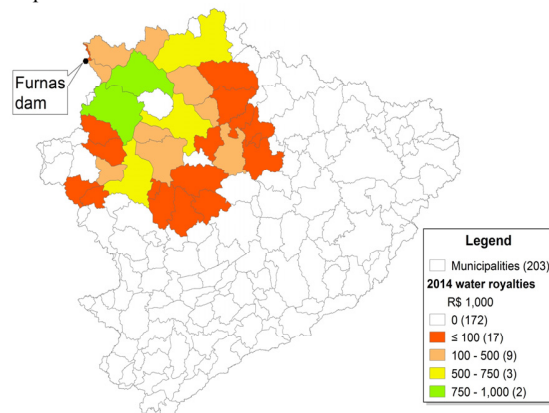 Furnas
dam
Legend
Municipalities (203)
2014 water royalties
R$ 1,000
0 (172)
≤ 100 (17)
100 - 500 (9)
500 - 750 (3)
750 - 1,000 (2)